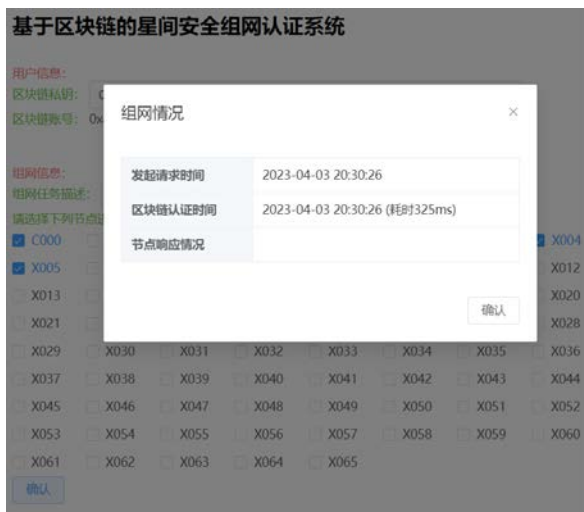 基于区块链的星间安全组网认证系统
用户信息：
区块链私钥：
区块链账号： 0x
组网信息：
组网任务描述：
请选择下列节点进
组网情况 ×
发起请求时间 2023-04-03 20:30:26
区块链认证时间 2023-04-03 20:30:26 (耗时325ms)
节点响应情况
确认
C000 X004
X005 X012
X013 X020
X021 X028
X029 X030 X031 X032 X033 X034 X035 X036
X037 X038 X039 X040 X041 X042 X043 X044
X045 X046 X047 X048 X049 X050 X051 X052
X053 X054 X055 X056 X057 X058 X059 X060
X061 X062 X063 X064 X065
确认